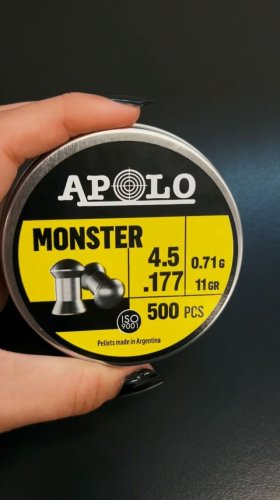 APOLO
MONSTER
4.5
.177
0.71 G
11 GR
500 PCS
ISO
9001
Pellets made in Argentina